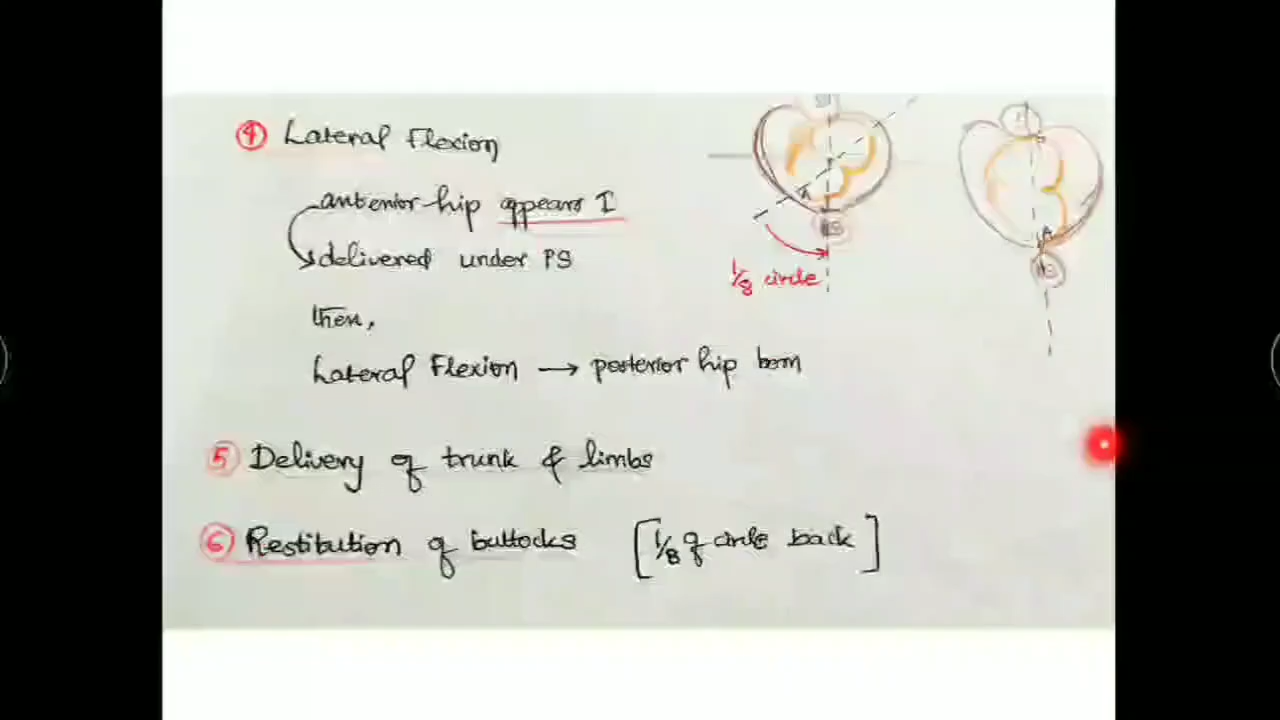 4 Lateral Flexion
anterior hip appears I
delivered under PS
then,
Lateral Flexion → posterior hip born
5 Delivery of trunk & limbs
6 Restitution of buttocks [1/8 of circle back]
1/8 circle
A
A